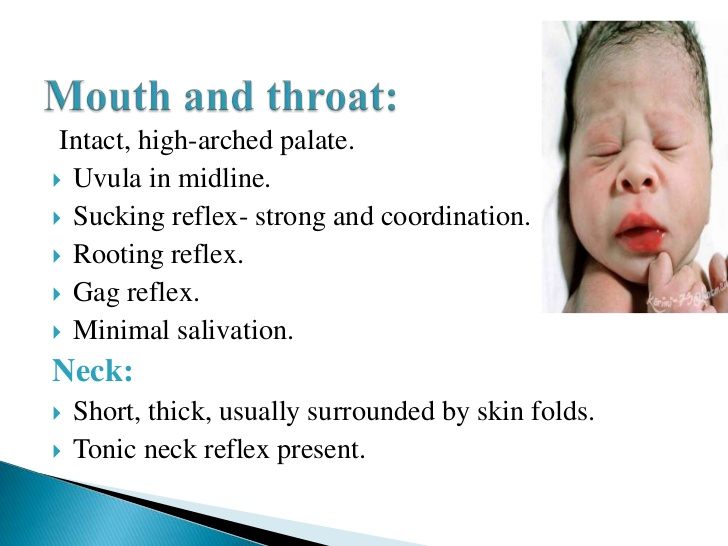 Mouth and throat:
Intact, high-arched palate.
Uvula in midline.
Sucking reflex- strong and coordination.
Rooting reflex.
Gag reflex.
Minimal salivation.
Neck:
Short, thick, usually surrounded by skin folds.
Tonic neck reflex present.